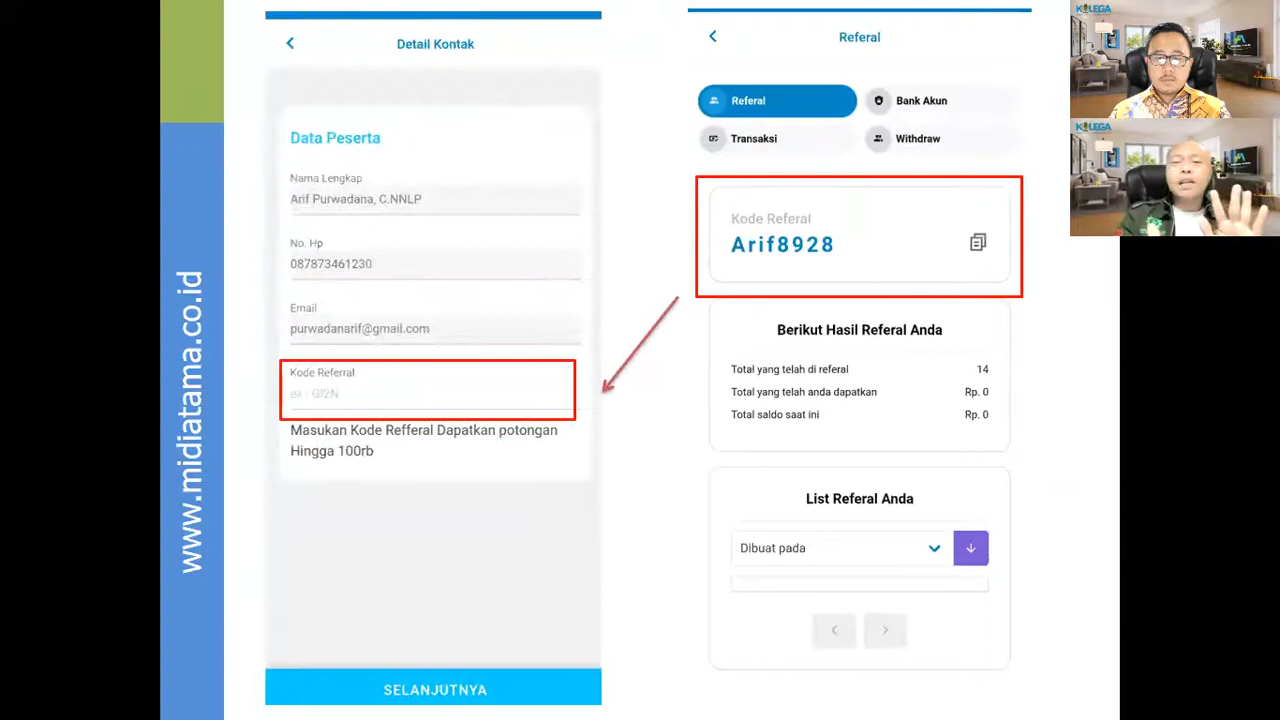 www.midiatama.co.id
Detail Kontak
Data Peserta
Nama Lengkap
Arif Purwadana, C.NNLP
No. Hp
087873461230
Email
purwadanarif@gmail.com
Kode Referral
ex : GI2N
Masukan Kode Refferal Dapatkan potongan
Hingga 100rb
SELANJUTNYA
Referal
Referal
Bank Akun
Transaksi
Withdraw
Kode Referal
Arif8928
Berikut Hasil Referal Anda
Total yang telah di referal 14
Total yang telah anda dapatkan Rp. 0
Total saldo saat ini Rp. 0
List Referal Anda
Dibuat pada
KOLEGA
KOLEGA